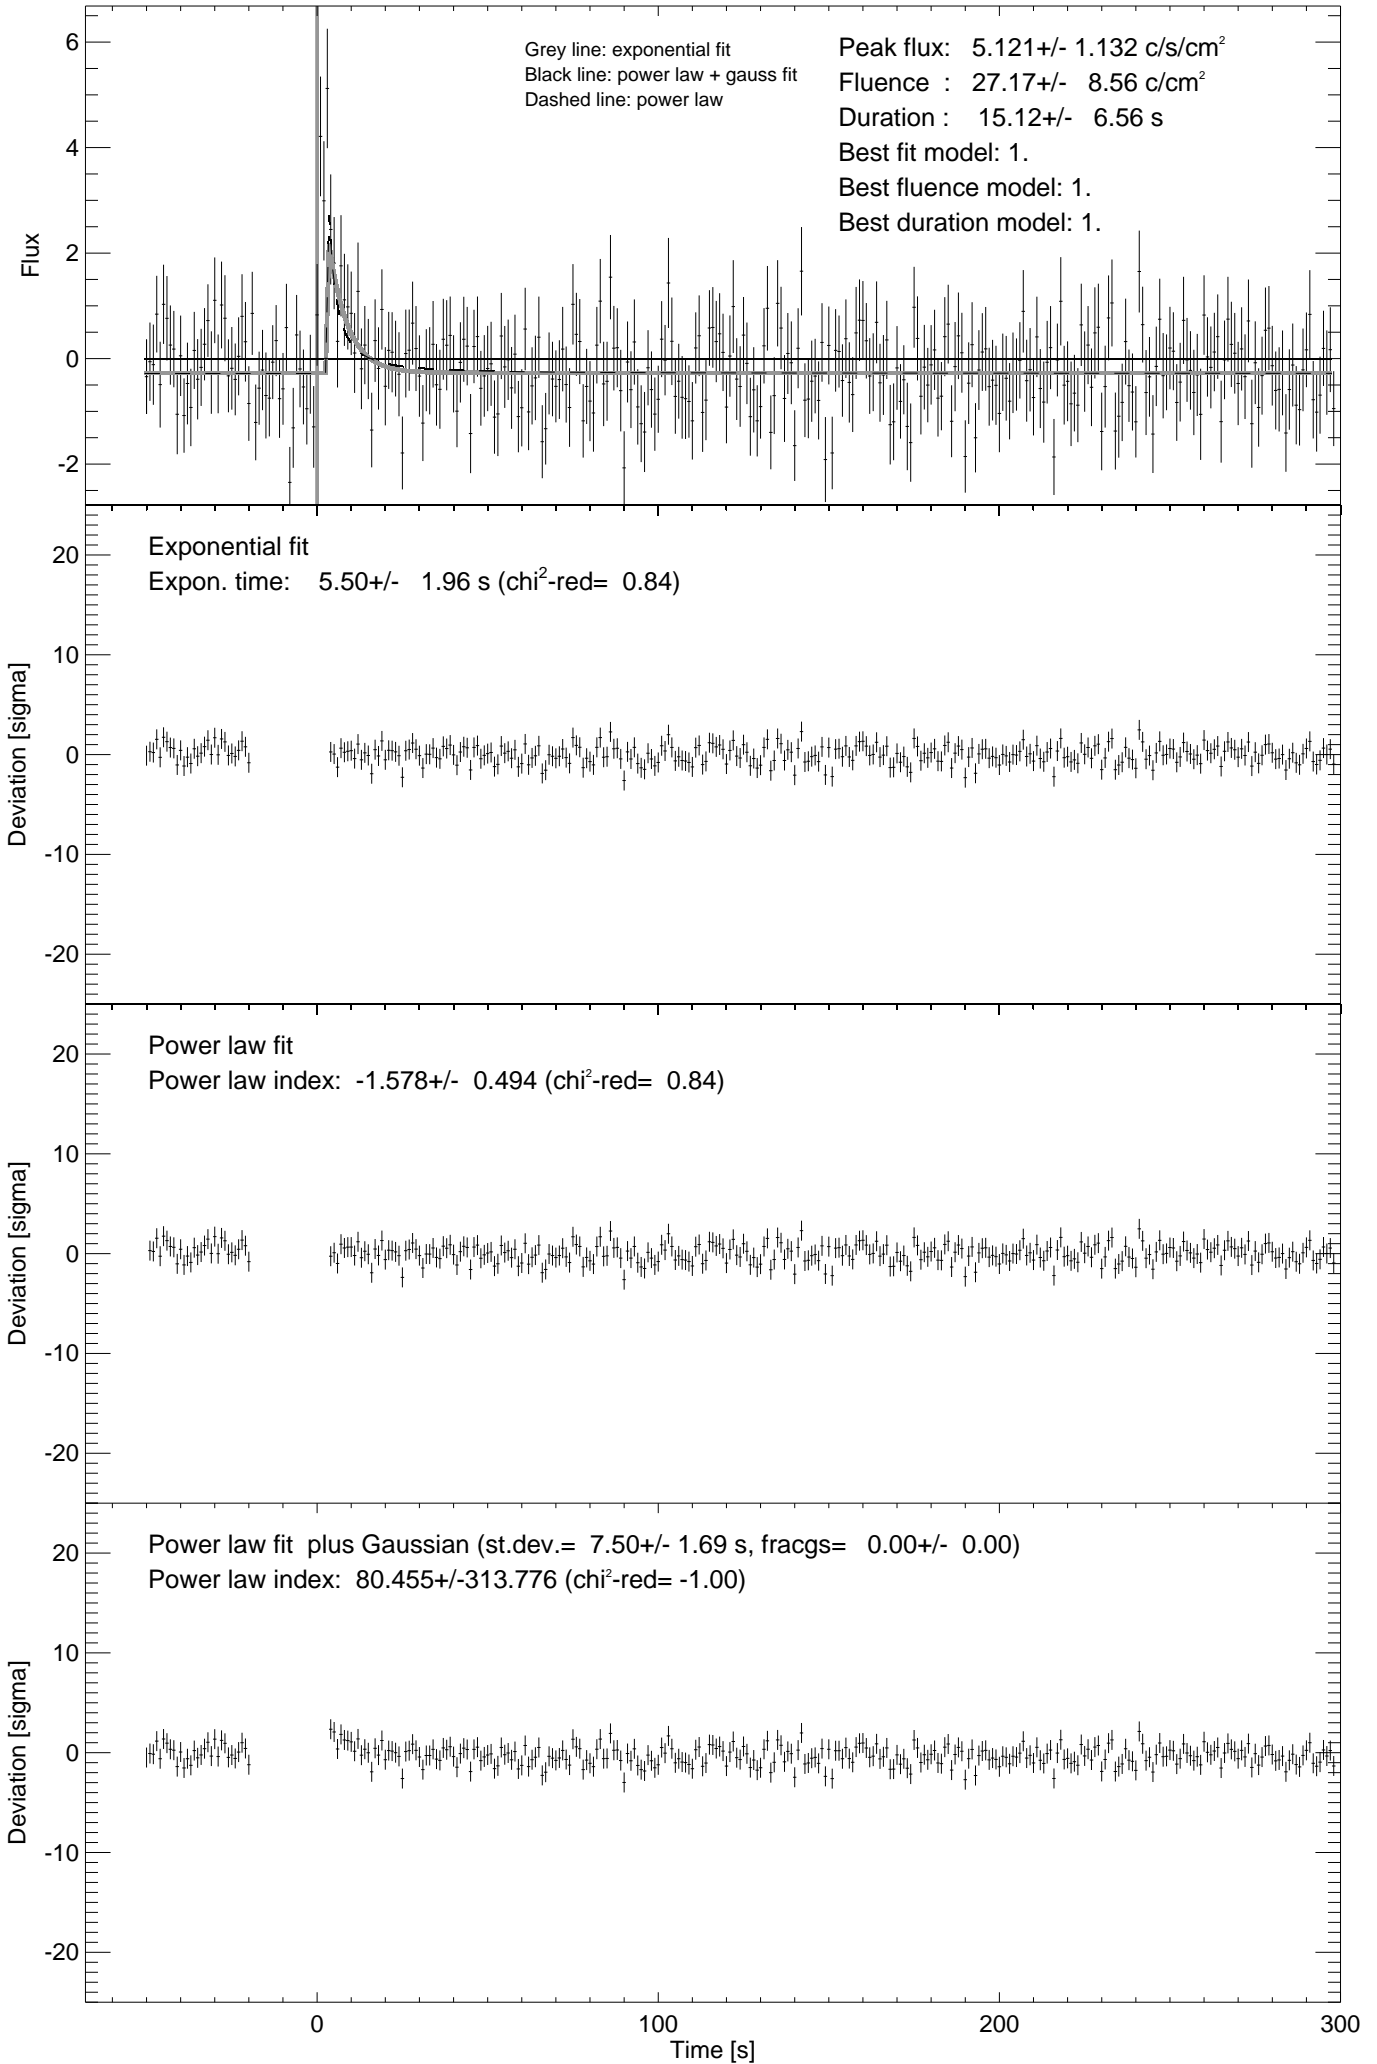 Grey line: exponential fit
Black line: power law + gauss fit
Dashed line: power law
Peak flux: 5.121+/- 1.132 c/s/cm²
Fluence : 27.17+/- 8.56 c/cm²
Duration : 15.12+/- 6.56 s
Best fit model: 1.
Best fluence model: 1.
Best duration model: 1.
6
4
2
0
-2
Flux
Exponential fit
Expon. time: 5.50+/- 1.96 s (chi²-red= 0.84)
20
10
0
-10
-20
Deviation [sigma]
Power law fit
Power law index: -1.578+/- 0.494 (chi²-red= 0.84)
20
10
0
-10
-20
Deviation [sigma]
Power law fit plus Gaussian (st.dev.= 7.50+/- 1.69 s, fracgs= 0.00+/- 0.00)
Power law index: 80.455+/-313.776 (chi²-red= -1.00)
20
10
0
-10
-20
Deviation [sigma]
0 100 200 300
Time [s]